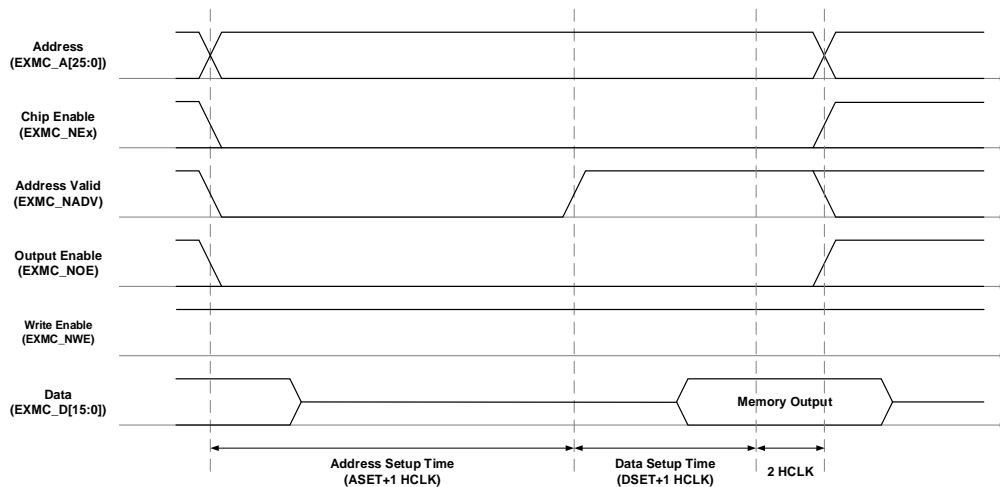 Address
(EXMC_A[25:0])
Chip Enable
(EXMC_NEx)
Address Valid
(EXMC_NADV)
Output Enable
(EXMC_NOE)
Write Enable
(EXMC_NWE)
Data
(EXMC_D[15:0])
Memory Output
Address Setup Time
(ASET+1 HCLK)
Data Setup Time
(DSET+1 HCLK)
2 HCLK